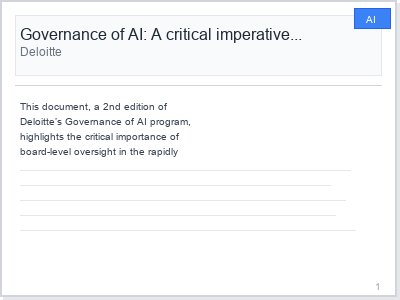 AI
Governance of AI: A critical imperative...
Deloitte
This document, a 2nd edition of
Deloitte's Governance of AI program,
highlights the critical importance of
board-level oversight in the rapidly
1